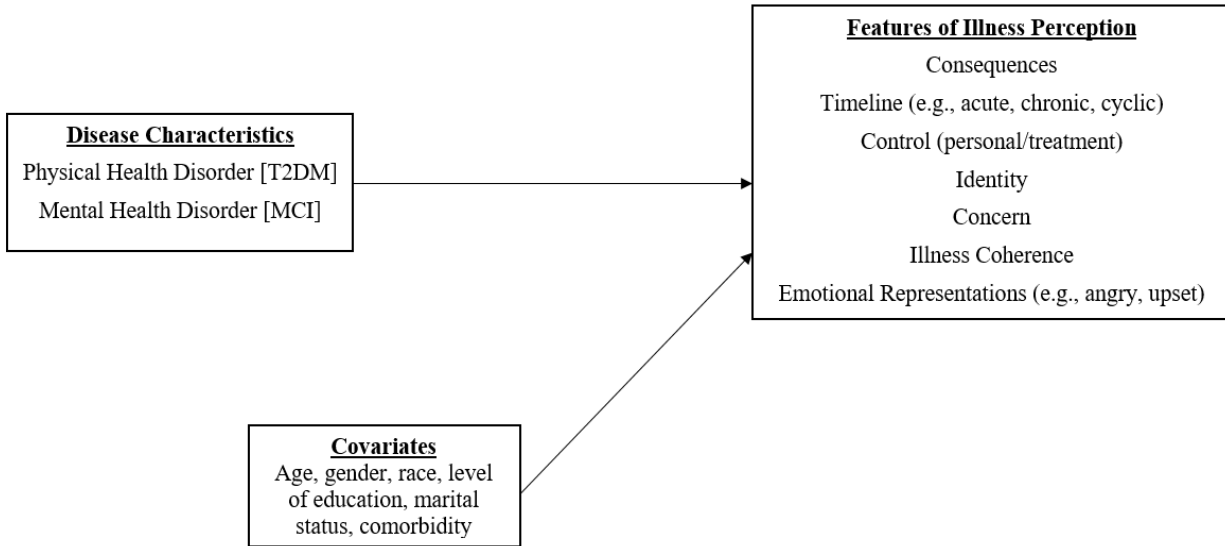 Disease Characteristics
Physical Health Disorder [T2DM]
Mental Health Disorder [MCI]
Features of Illness Perception
Consequences
Timeline (e.g., acute, chronic, cyclic)
Control (personal/treatment)
Identity
Concern
Illness Coherence
Emotional Representations (e.g., angry, upset)
Covariates
Age, gender, race, level
of education, marital
status, comorbidity